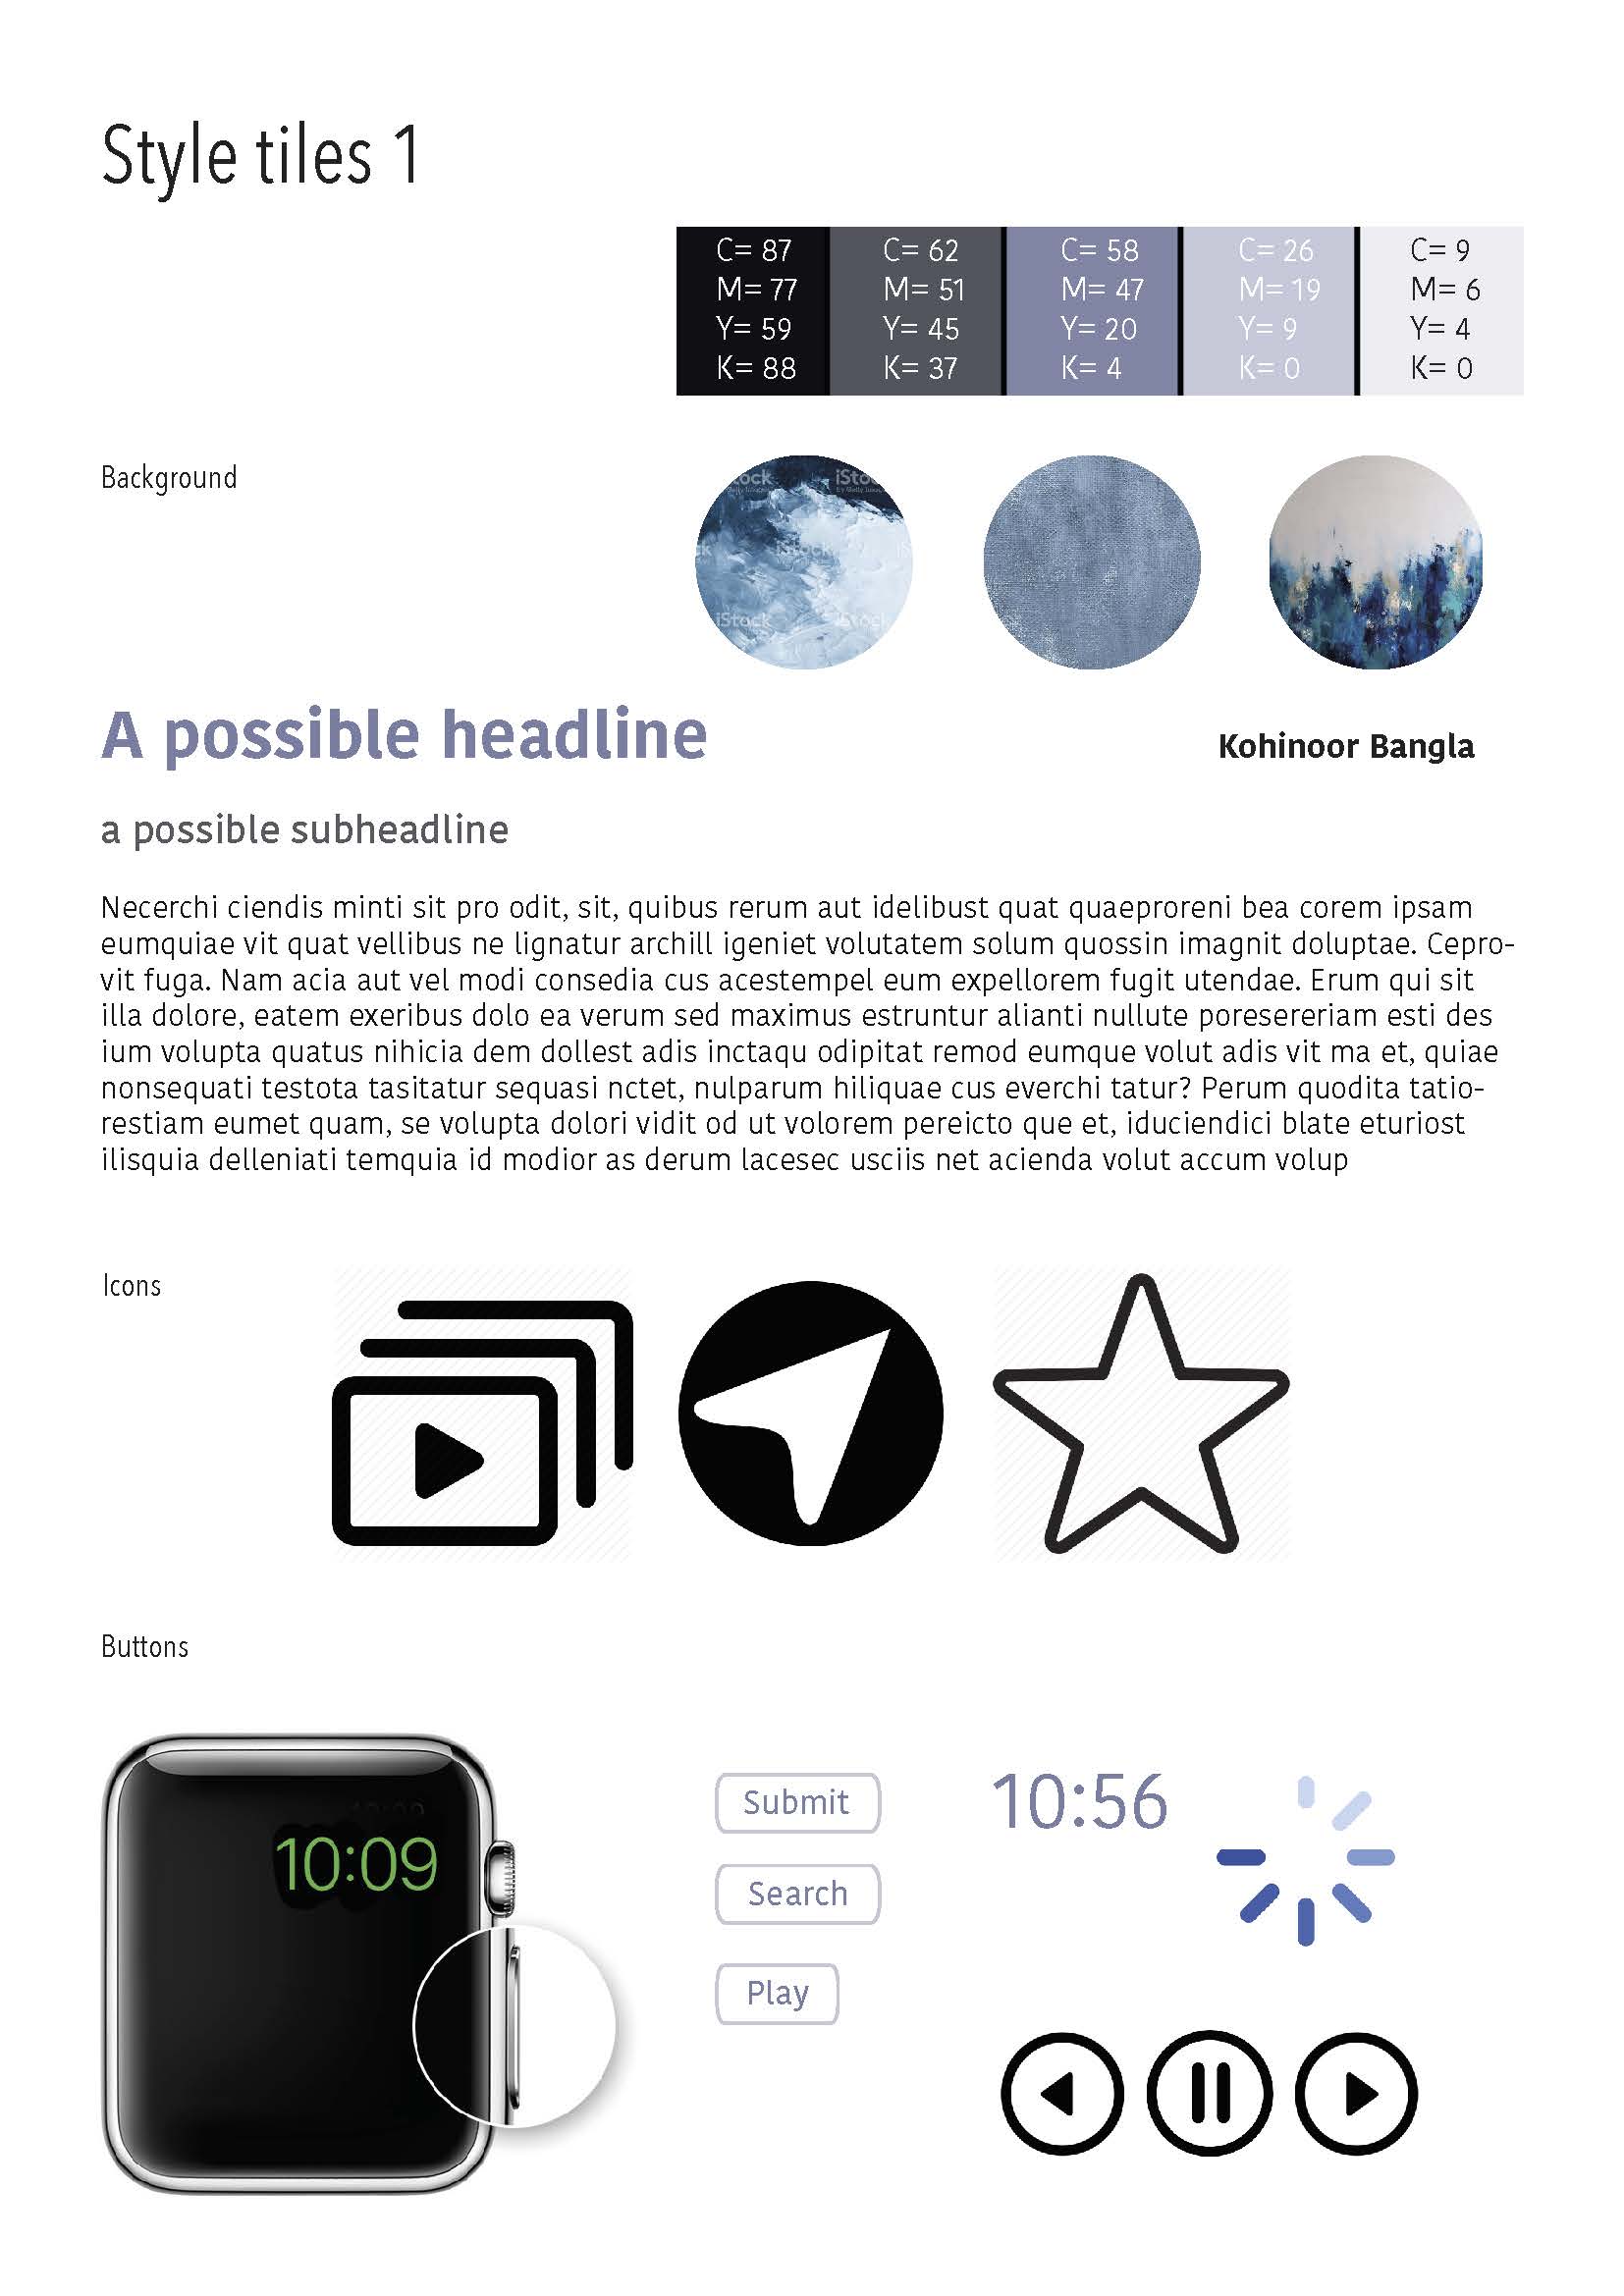 Style tiles 1
C= 87
M= 77
Y= 59
K= 88
C= 62
M= 51
Y= 45
K= 37
C= 58
M= 47
Y= 20
K= 4
C= 26
M= 19
Y= 9
K= 0
C= 9
M= 6
Y= 4
K= 0
Background
iStock
iStock
A possible headline
Kohinoor Bangla
a possible subheadline
Necerchi ciendis minti sit pro odit, sit, quibus rerum aut idelibust quat quaeproreni bea corem ipsam
eumquiae vit quat vellibus ne lignatur archill igeniet volutatem solum quossin imagnit doluptae. Cepro-
vit fuga. Nam acia aut vel modi consedia cus acestempel eum expellorem fugit utendae. Erum qui sit
illa dolore, eatem exeribus dolo ea verum sed maximus estruntur alianti nullute poresereriam esti des
ium volupta quatus nihicia dem dollest adis inctaqu odipitat remod eumque volut adis vit ma et, quiae
nonsequati testota tasitatur sequasi nctet, nulparum hiliquae cus everchi tatur? Perum quodita tatio-
restiam eumet quam, se volupta dolori vidit od ut volorem pereicto que et, iduciendici blate eturiost
ilisquia delleniati temquia id modior as derum lacesec usciis net acienda volut accum volup
Icons
Buttons
10:09
Submit
Search
Play
10:56